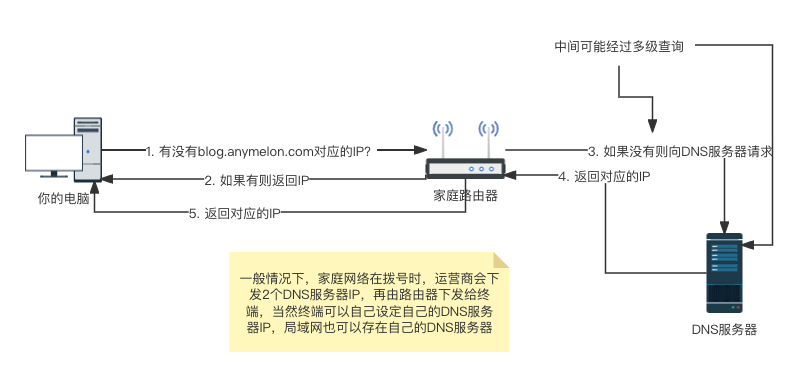 中间可能经过多级查询
1. 有没有blog.anymelon.com对应的IP?
3. 如果没有则向DNS服务器请求
2. 如果有则返回IP
4. 返回对应的IP
你的电脑
家庭路由器
5. 返回对应的IP
一般情况下，家庭网络在拨号时，运营商会下
发2个DNS服务器IP，再由路由器下发给终
端，当然终端可以自己设定自己的DNS服务
器IP，局域网也可以存在自己的DNS服务器
DNS服务器